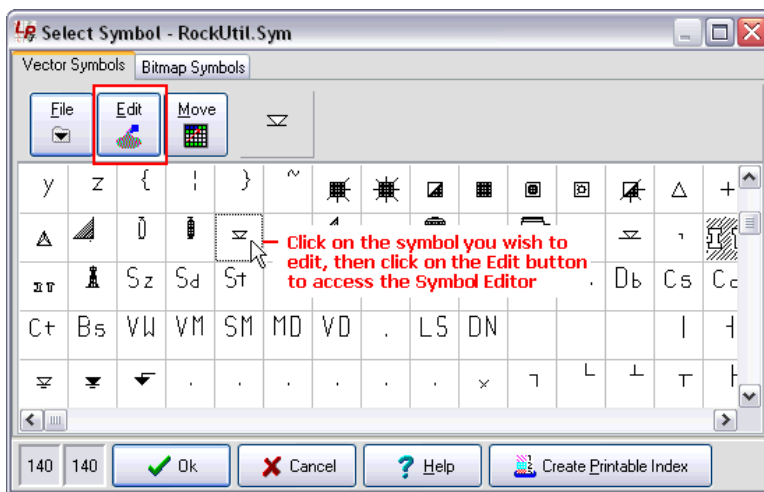 Select Symbol - RockUtil.Sym
Vector Symbols Bitmap Symbols
File Edit Move
y z { ¦ } ~ +
Click on the symbol you wish to
edit, then click on the Edit button
to access the Symbol Editor
Sz Sd St . Db Cs
Ct Bs VW VM SM MD VD . LS DN
140 140 Ok Cancel Help Create Printable Index